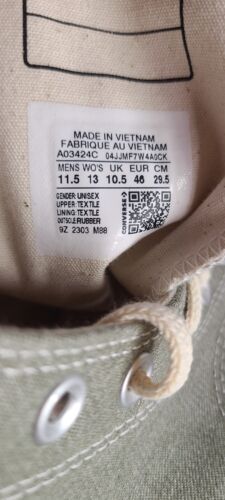 MADE IN VIETNAM
FABRIQUE AU VIETNAM
A03424C 04JJMF7W4A9CK
MENS WO'S UK EUR CM
11.5 13 10.5 46 29.5
GENDER: UNISEX
UPPER: TEXTILE
LINING: TEXTILE
OUTSOLE: RUBBER
9Z 2303 M88
CONVERSE